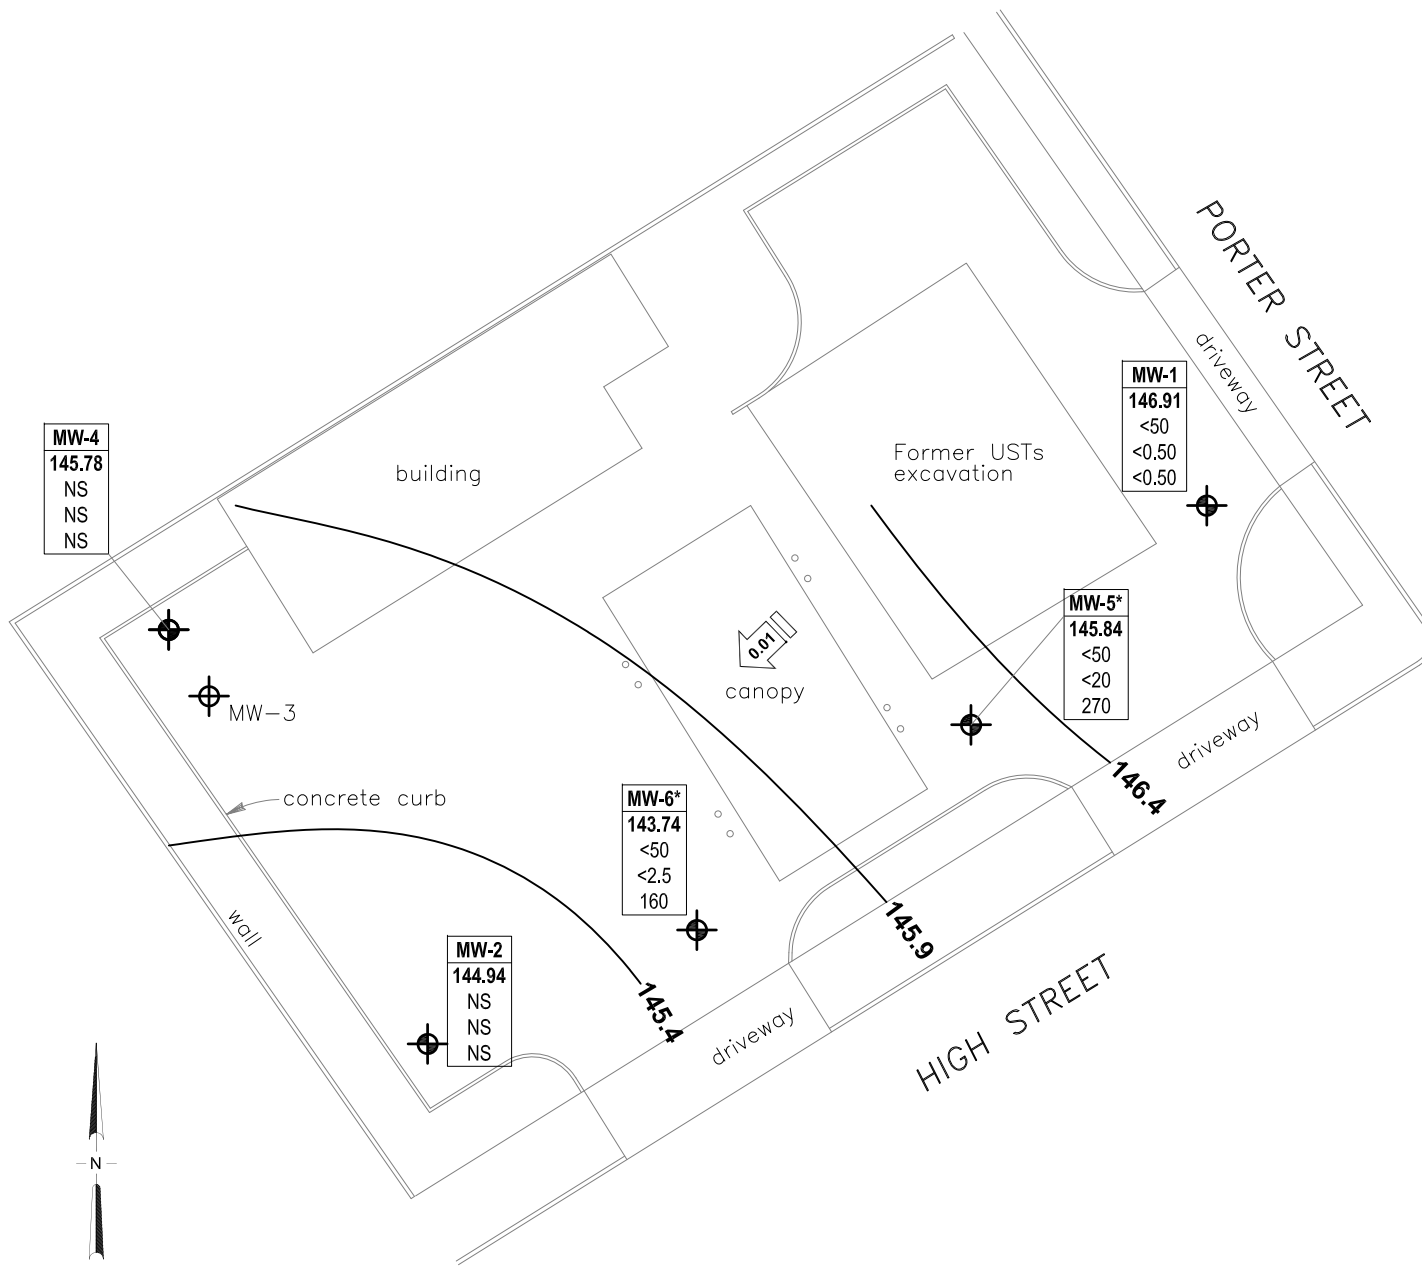 PORTER STREET
driveway
MW-1
146.91
<50
<0.50
<0.50
MW-4
145.78
NS
NS
NS
building
Former USTs
excavation
MW-5*
145.84
<50
<20
270
0.01
canopy
MW-3
concrete curb
MW-6*
143.74
<50
<2.5
160
driveway
146.4
wall
MW-2
144.94
NS
NS
NS
145.9
145.4
driveway
HIGH STREET
N